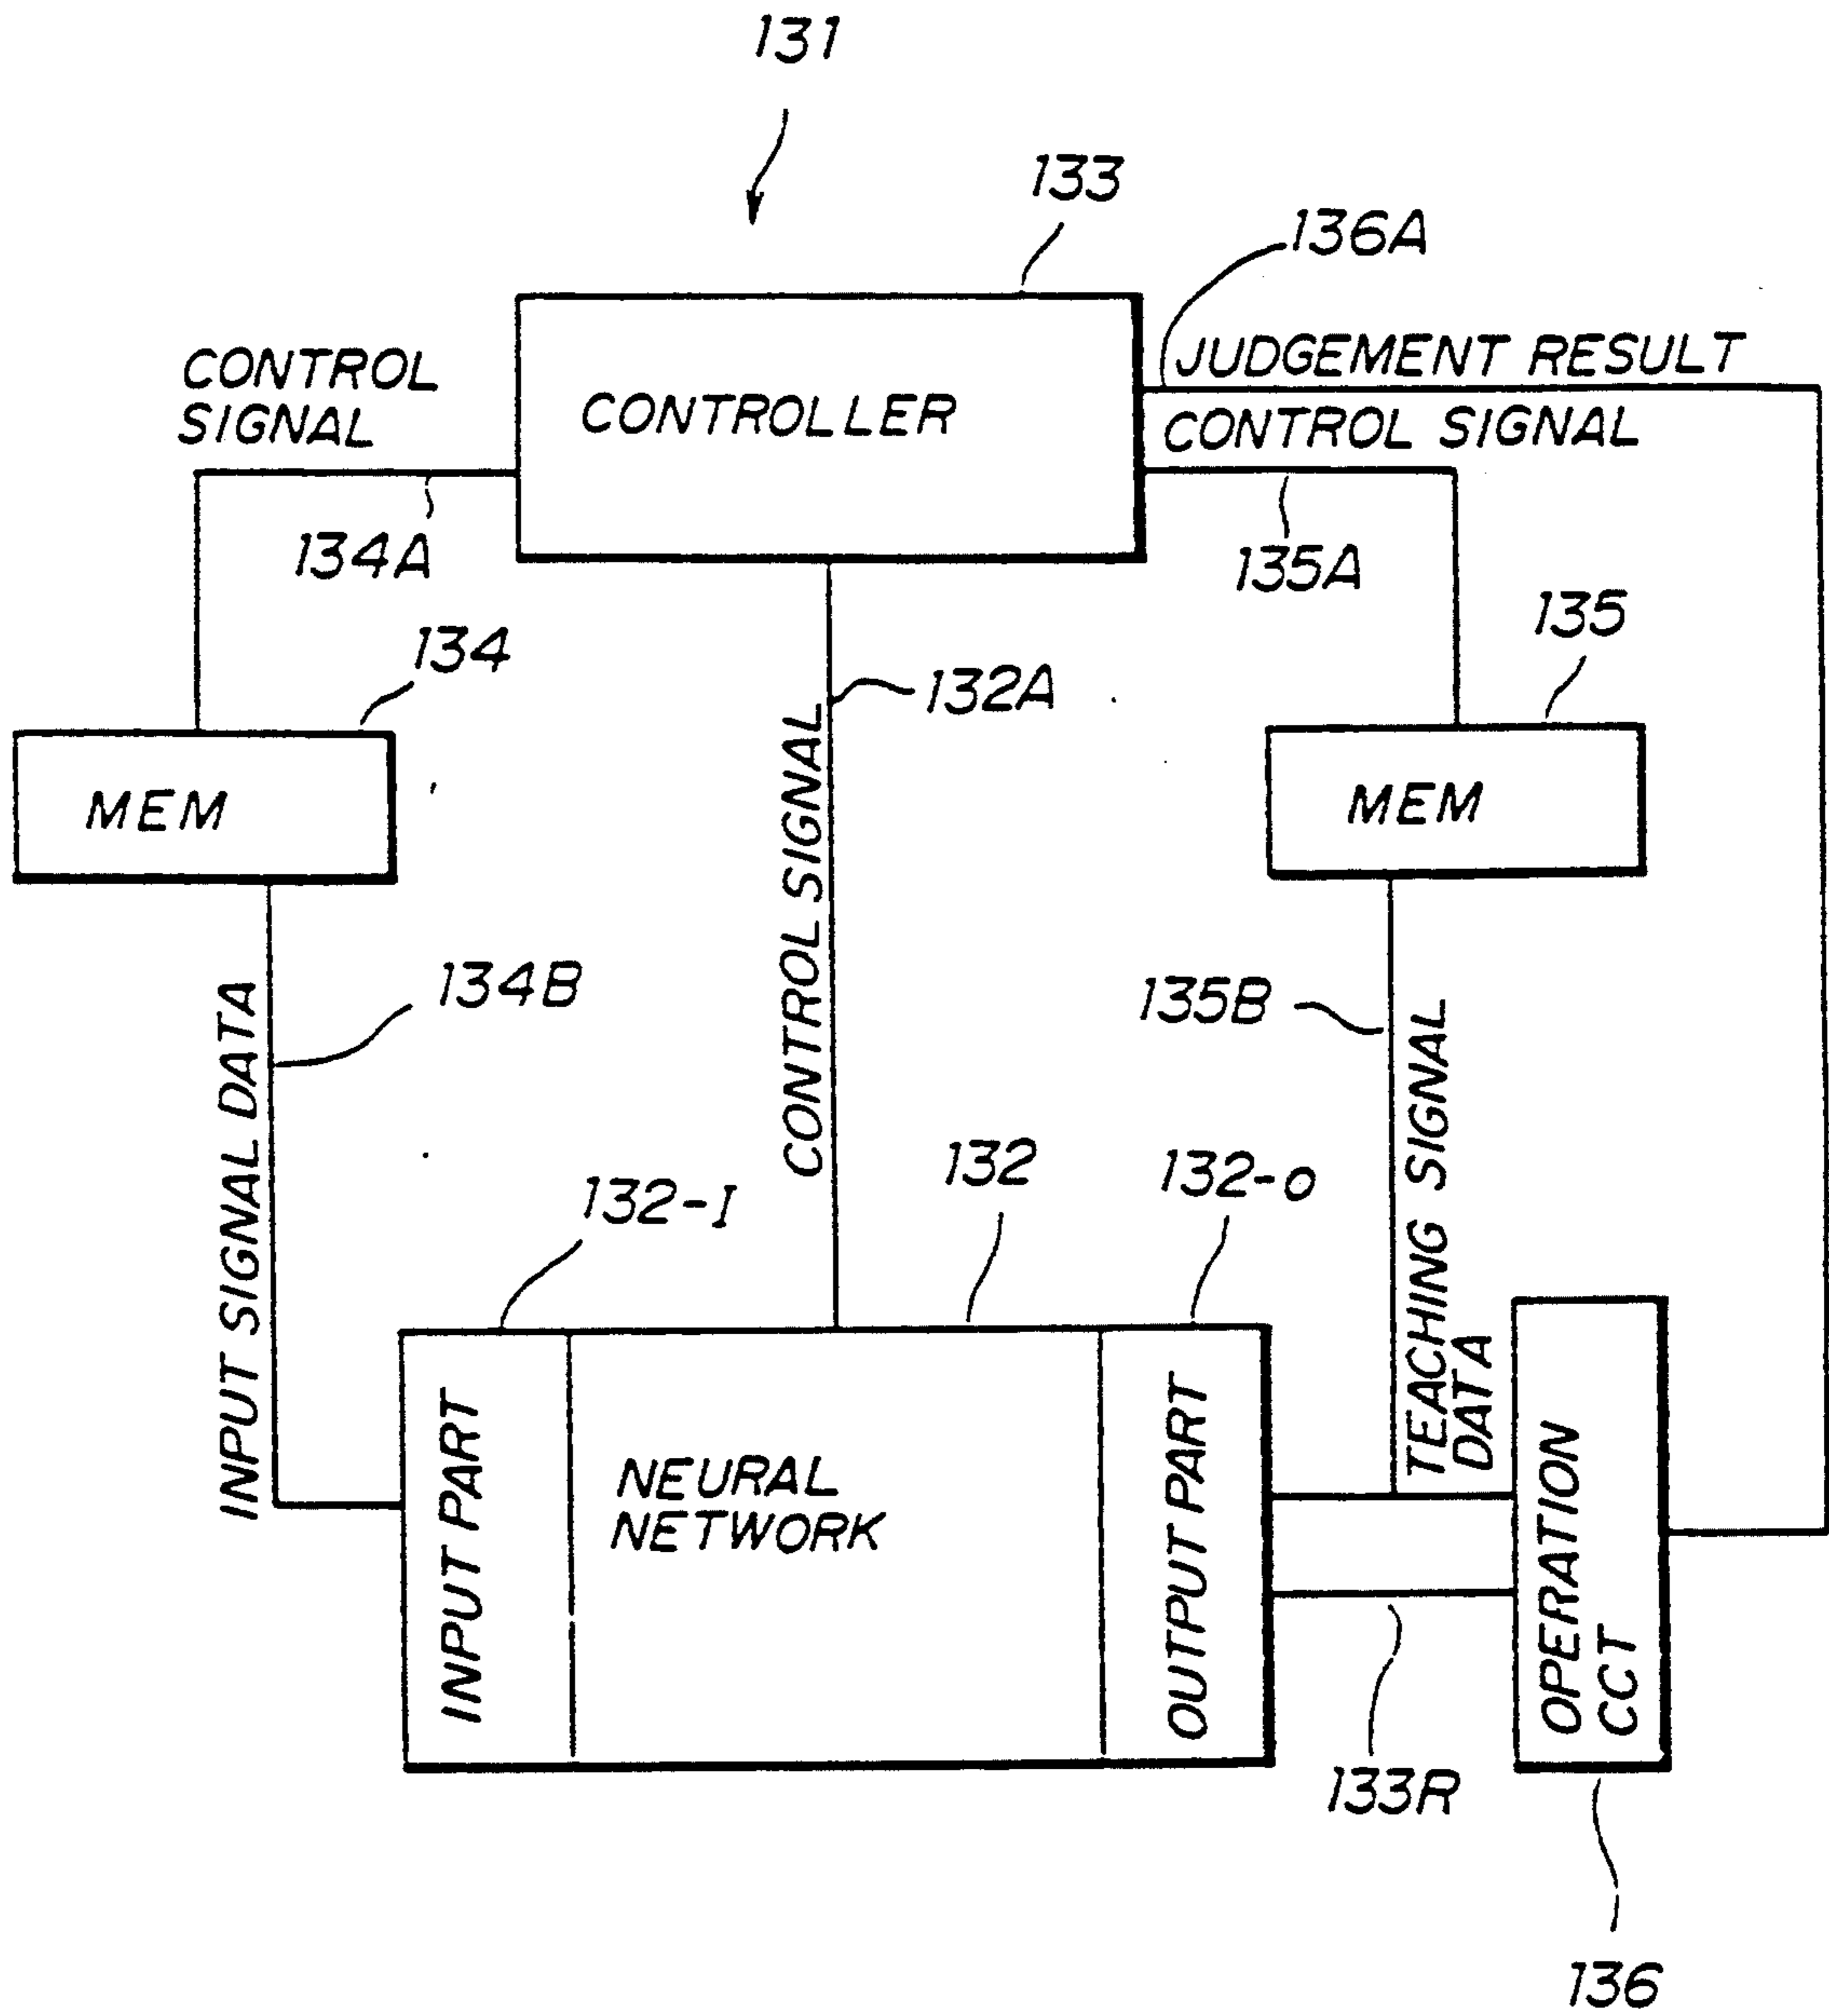 131
133
136A
CONTROL
SIGNAL
CONTROLLER
JUDGEMENT RESULT
CONTROL SIGNAL
134A
135A
134
135
132A
MEM
MEM
CONTROL SIGNAL
134B
135B
INPUT SIGNAL DATA
TEACHING SIGNAL
DATA
132-I
132
132-O
INPUT PART
NEURAL
NETWORK
OUTPUT PART
OPERATION
CCT
133R
136